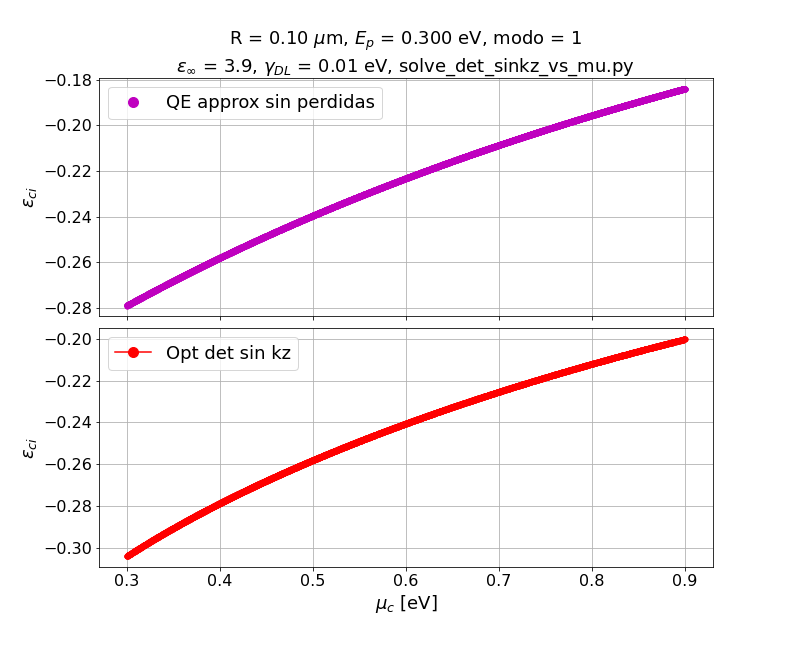 R = 0.10 μm, E_p = 0.300 eV, modo = 1
ε_∞ = 3.9, γ_DL = 0.01 eV, solve_det_sinkz_vs_mu.py
−0.18
−0.20
−0.22
−0.24
−0.26
−0.28
ε_ci
QE approx sin perdidas
−0.20
−0.22
−0.24
−0.26
−0.28
−0.30
ε_ci
Opt det sin kz
0.3 0.4 0.5 0.6 0.7 0.8 0.9
μ_c [eV]